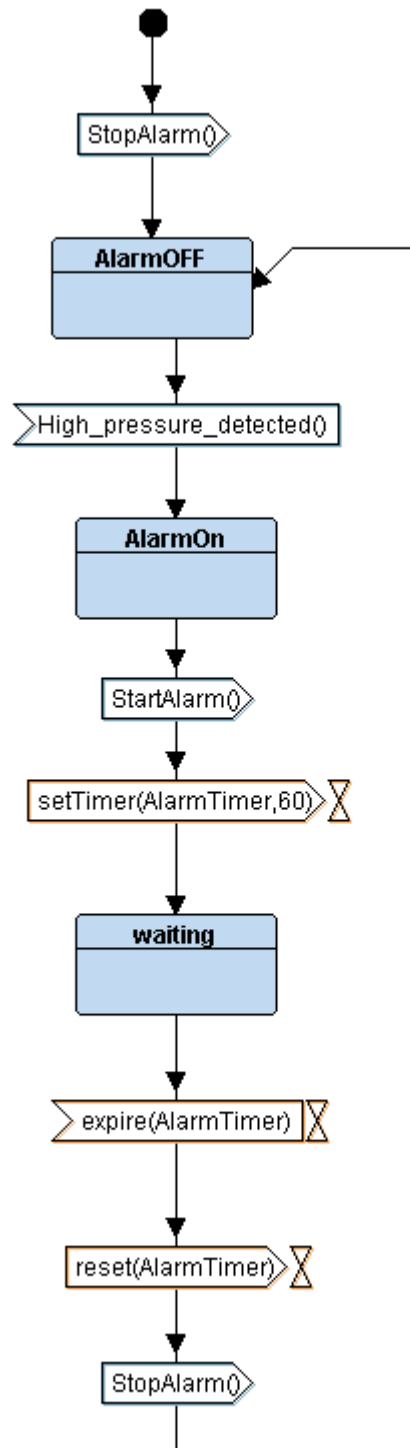 StopAlarm()
AlarmOFF
High_pressure_detected()
AlarmOn
StartAlarm()
setTimer(AlarmTimer,60)
waiting
expire(AlarmTimer)
reset(AlarmTimer)
StopAlarm()